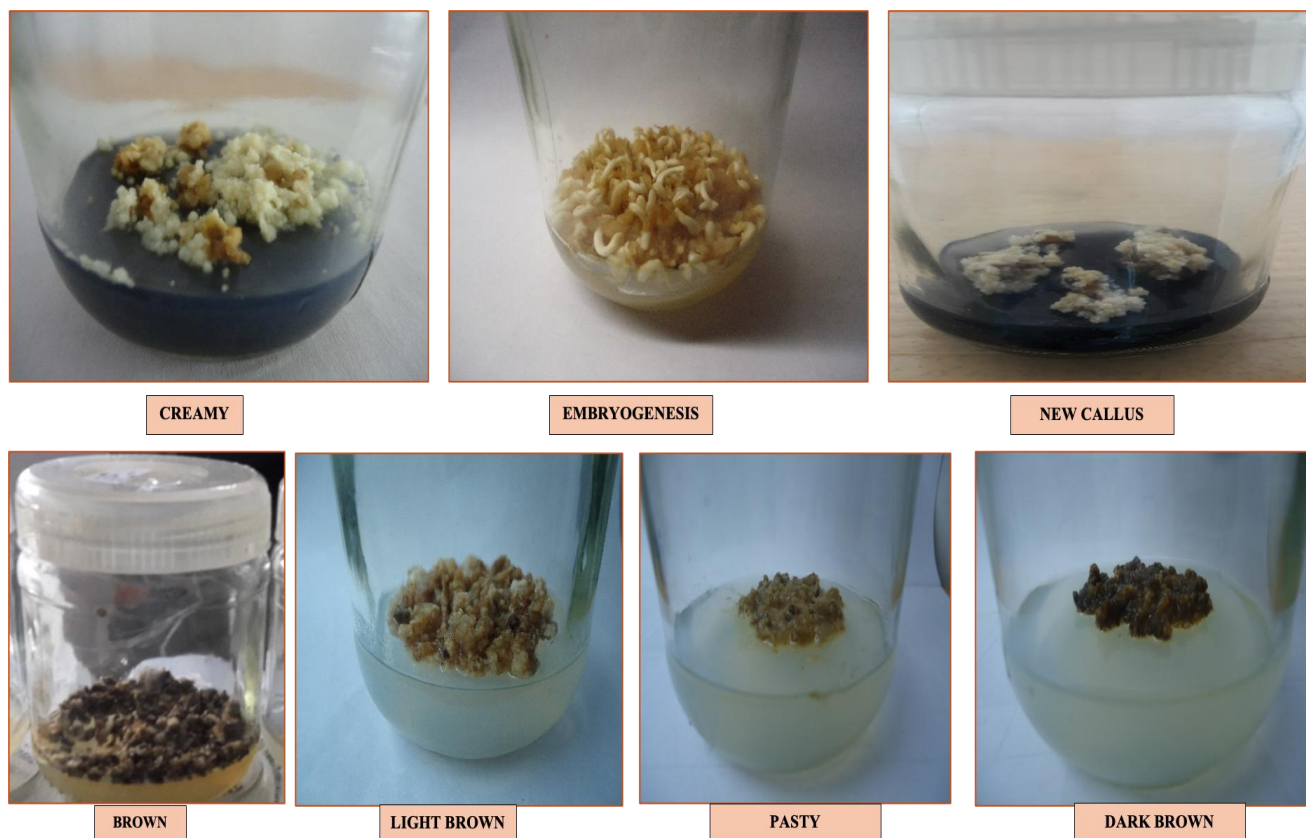 CREAMY
EMBRYOGENESIS
NEW CALLUS
BROWN
LIGHT BROWN
PASTY
DARK BROWN